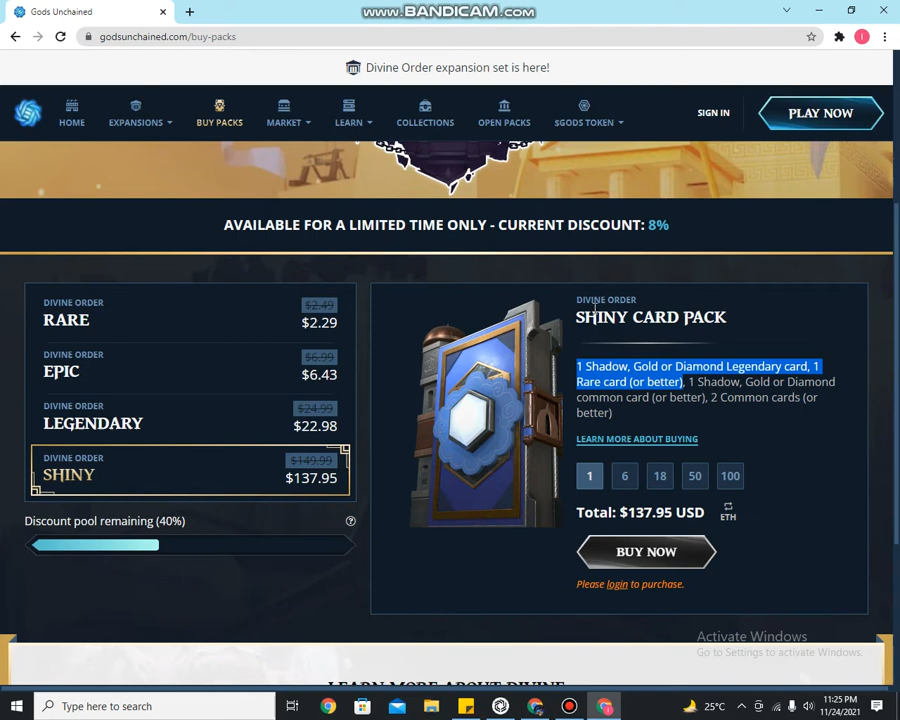 Gods Unchained
www.BANDICAM.com
godsunchained.com/buy-packs
Divine Order expansion set is here!
HOME
EXPANSIONS
BUY PACKS
MARKET
LEARN
COLLECTIONS
OPEN PACKS
$GODS TOKEN
SIGN IN
PLAY NOW
AVAILABLE FOR A LIMITED TIME ONLY - CURRENT DISCOUNT: 8%
DIVINE ORDER
RARE
$2.49
$2.29
DIVINE ORDER
EPIC
$6.99
$6.43
DIVINE ORDER
LEGENDARY
$24.99
$22.98
DIVINE ORDER
SHINY
$149.99
$137.95
Discount pool remaining (40%)
DIVINE ORDER
SHINY CARD PACK
1 Shadow, Gold or Diamond Legendary card, 1
Rare card (or better), 1 Shadow, Gold or Diamond
common card (or better), 2 Common cards (or
better)
LEARN MORE ABOUT BUYING
1 6 18 50 100
Total: $137.95 USD
ETH
BUY NOW
Please login to purchase.
Activate Windows
Go to Settings to activate Windows.
LEARN MORE ABOUT DIVINE
Type here to search
25°C
11:25 PM
11/24/2021